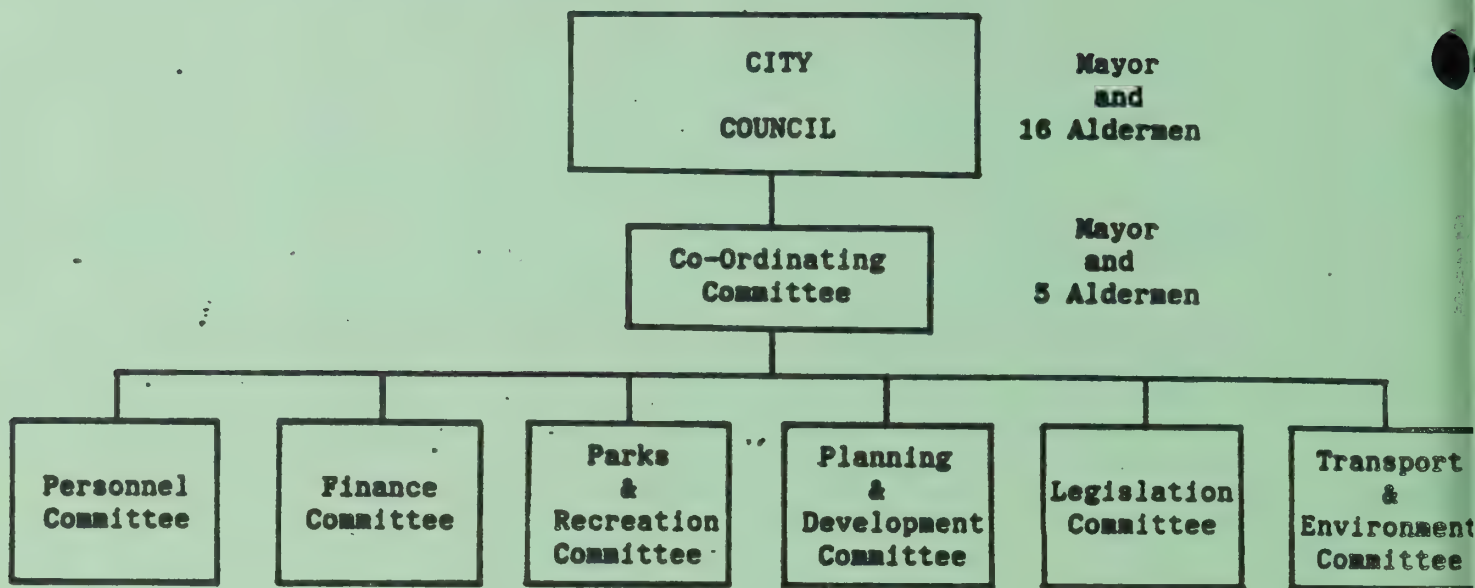 CITY
COUNCIL
Mayor
and
16 Aldermen
Co-Ordinating
Committee
Mayor
and
5 Aldermen
Personnel
Committee
Finance
Committee
Parks
&
Recreation
Committee
Planning
&
Development
Committee
Legislation
Committee
Transport
&
Environment
Committee